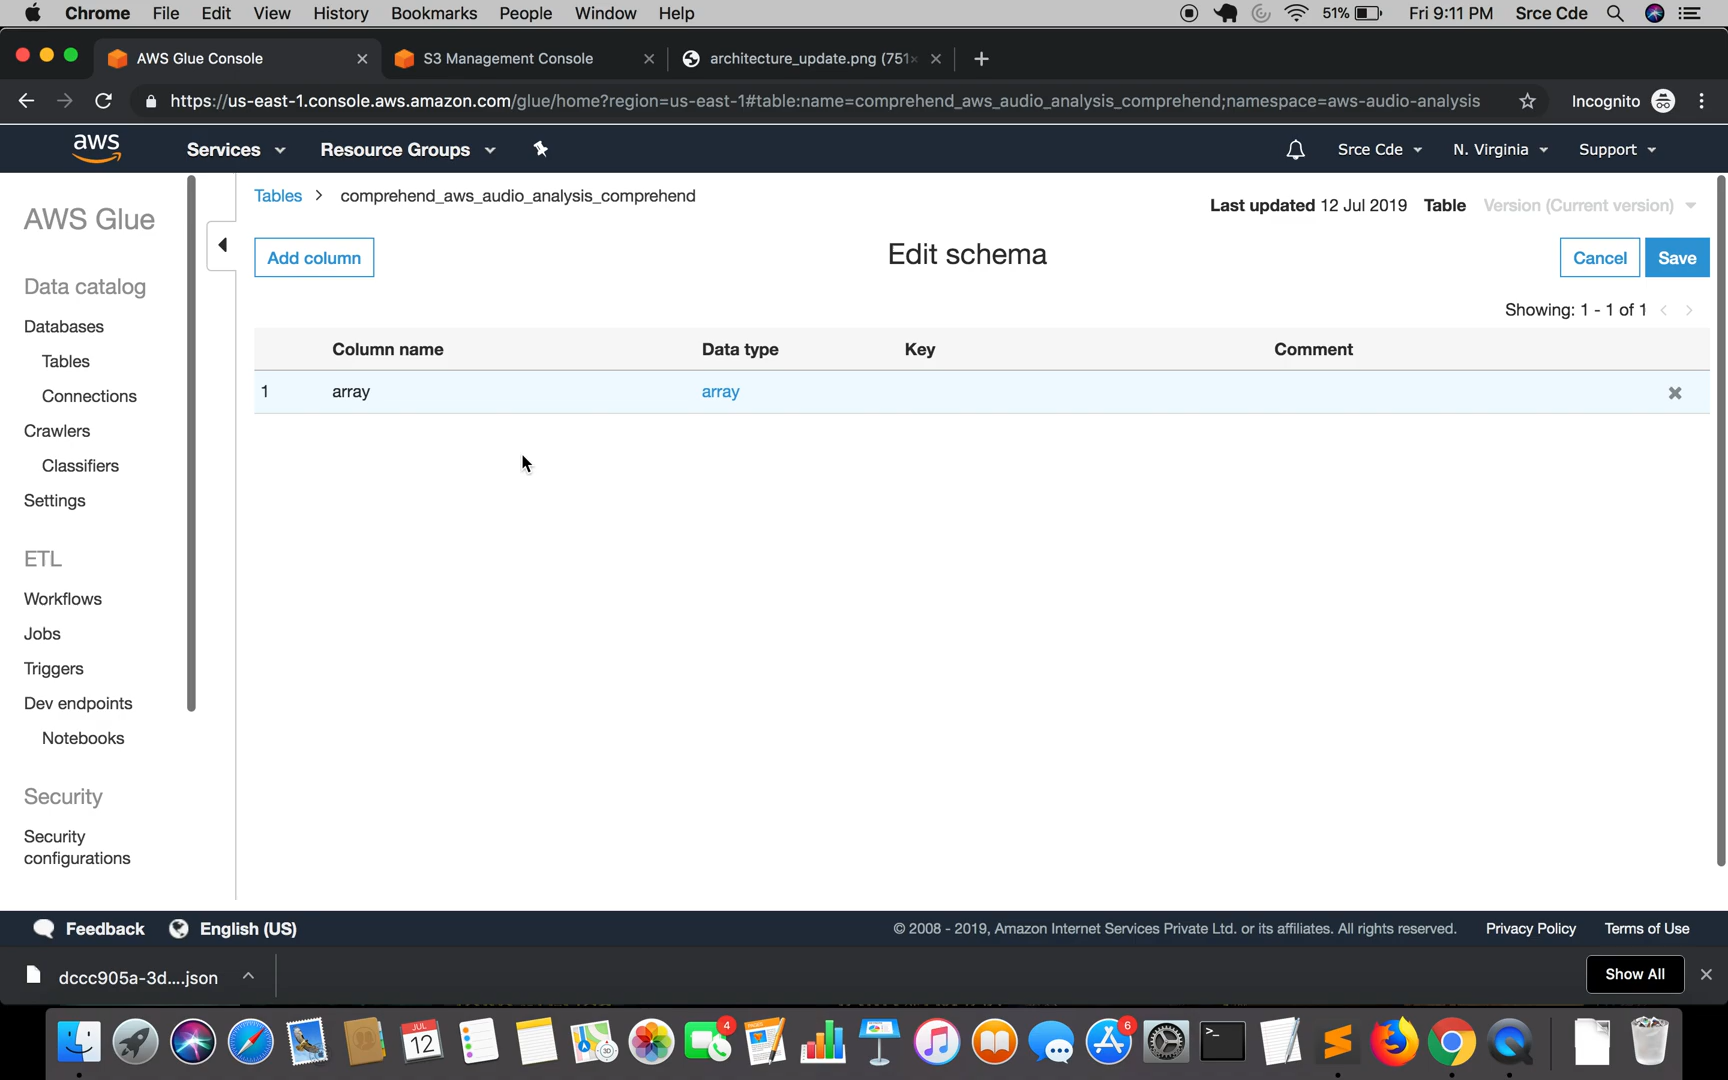 Chrome File Edit View History Bookmarks People Window Help 51% Fri 9:11 PM Srce Cde
AWS Glue Console S3 Management Console architecture_update.png (751×
https://us-east-1.console.aws.amazon.com/glue/home?region=us-east-1#table:name=comprehend_aws_audio_analysis_comprehend;namespace=aws-audio-analysis Incognito
aws Services Resource Groups Srce Cde N. Virginia Support
Tables > comprehend_aws_audio_analysis_comprehend
Last updated 12 Jul 2019 Table Version (Current version)
AWS Glue
Add column Edit schema Cancel Save
Data catalog
Showing: 1 - 1 of 1 < >
Databases
Column name Data type Key Comment
Tables
1 array array
Connections
Crawlers
Classifiers
Settings
ETL
Workflows
Jobs
Triggers
Dev endpoints
Notebooks
Security
Security
configurations
Feedback English (US) © 2008 - 2019, Amazon Internet Services Private Ltd. or its affiliates. All rights reserved. Privacy Policy Terms of Use
dccc905a-3d....json Show All
JUL
12
4
6